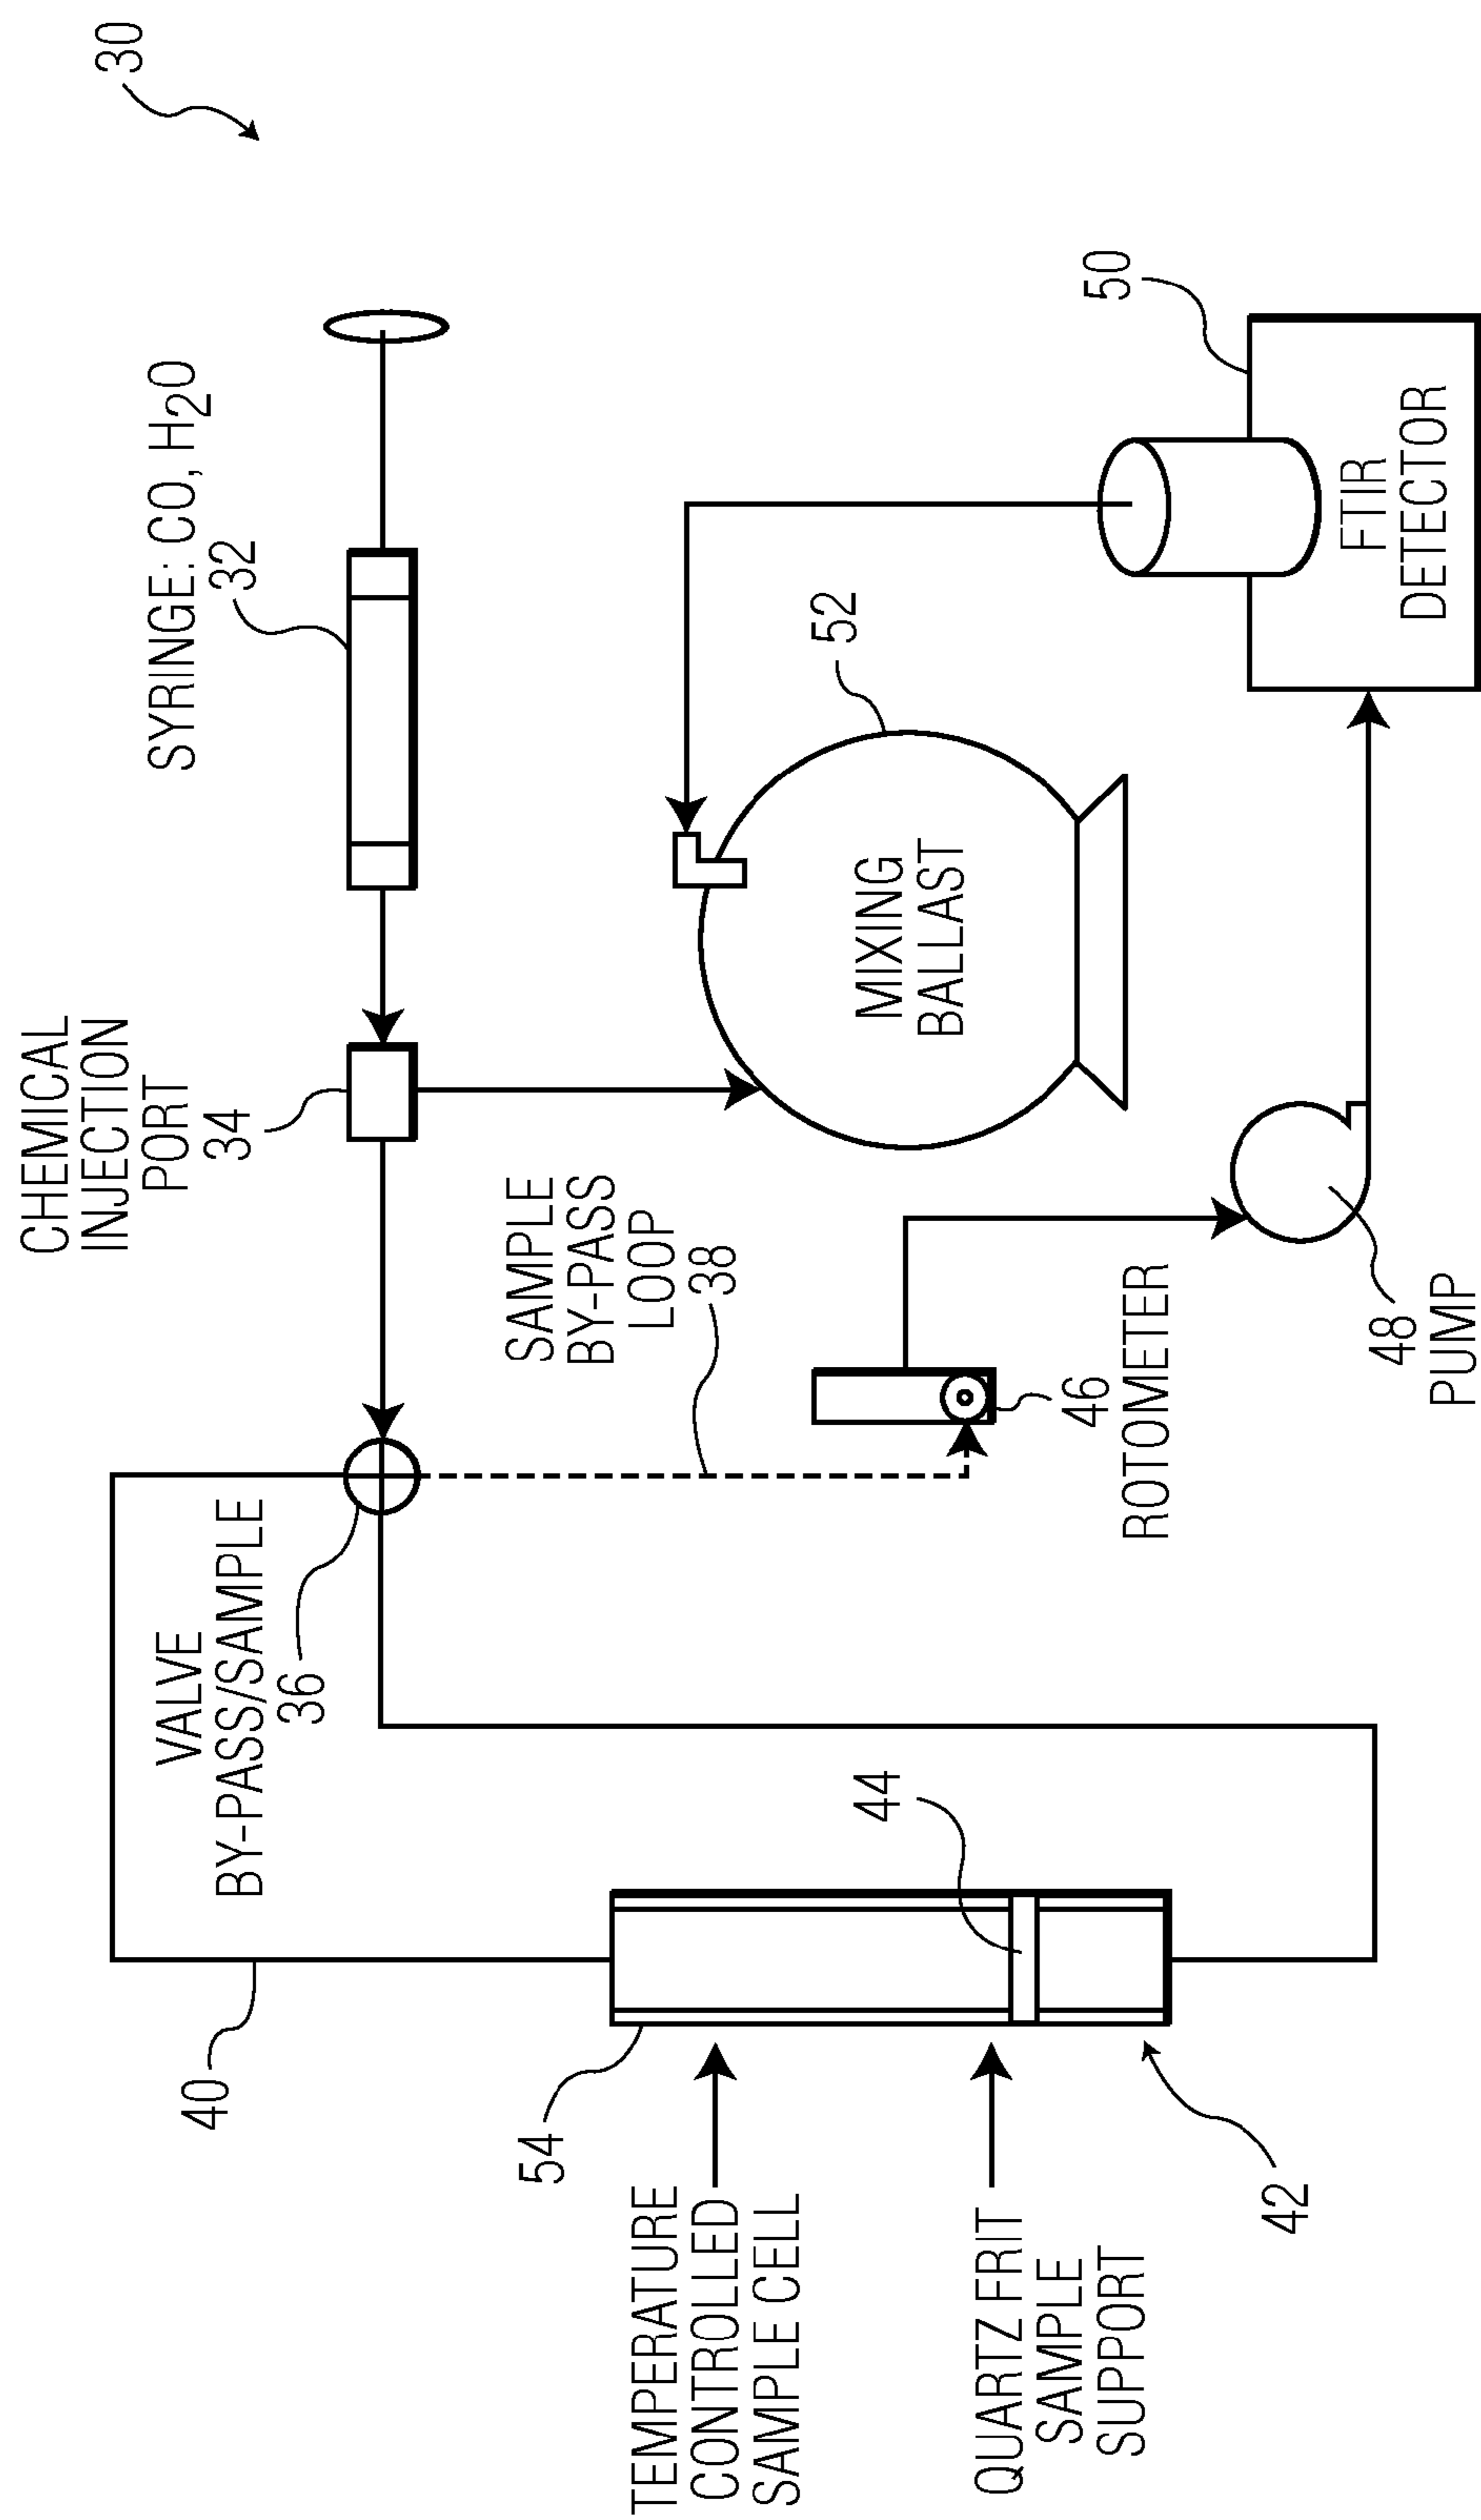 30
CHEMICAL
INJECTION
PORT
34
SYRINGE: CO, H2O
32
VALVE
BY-PASS/SAMPLE
36
40
SAMPLE
BY-PASS
LOOP
38
52
MIXING
BALLAST
50
FTIR
DETECTOR
46
ROTOMETER
48
PUMP
44
54
TEMPERATURE
CONTROLLED
SAMPLE CELL
QUARTZ FRIT
SAMPLE
SUPPORT
42